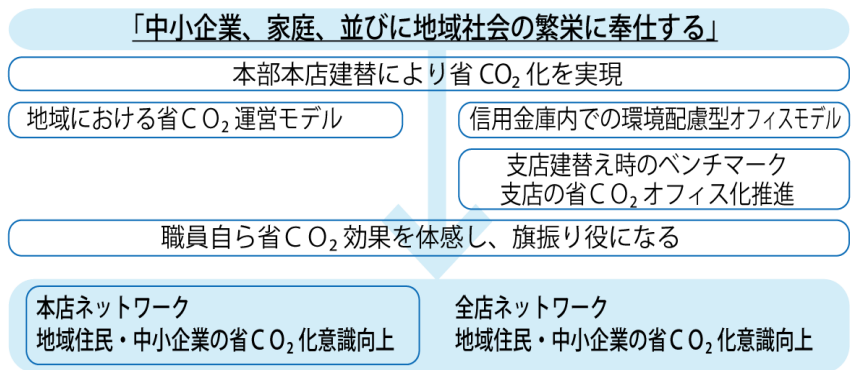 「中小企業、家庭、並びに地域社会の繁栄に奉仕する」
本部本店建替により省CO₂化を実現
地域における省ＣＯ₂運営モデル
信用金庫内での環境配慮型オフィスモデル
支店建替え時のベンチマーク
支店の省ＣＯ₂オフィス化推進
職員自ら省ＣＯ₂効果を体感し、旗振り役になる
本店ネットワーク
地域住民・中小企業の省ＣＯ₂化意識向上
全店ネットワーク
地域住民・中小企業の省ＣＯ₂化意識向上